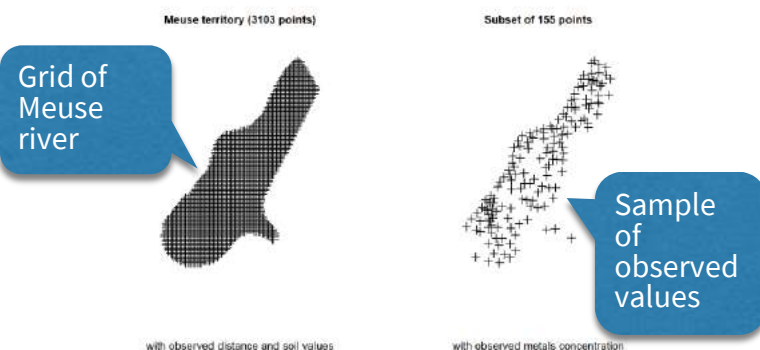 Meuse territory (3103 points)
Subset of 155 points
Grid of
Meuse
river
Sample
of
observed
values
with observed distance and soil values
with observed metals concentration